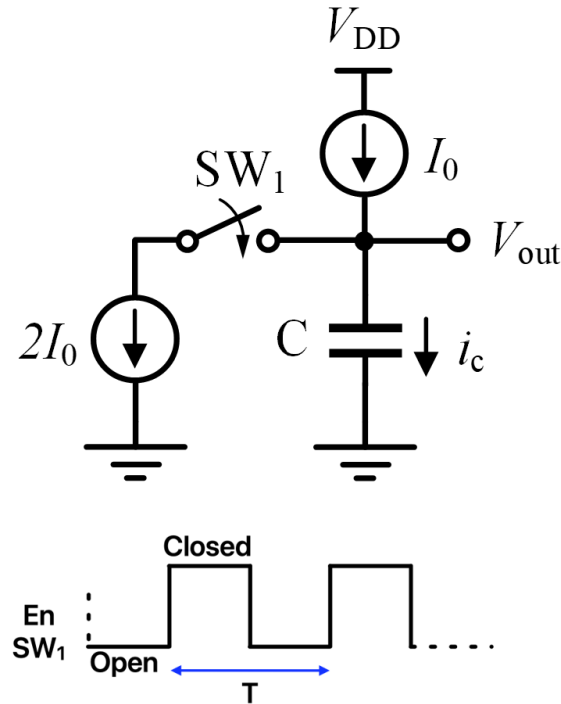 V_DD
I_0
SW_1
V_out
2I_0
C
i_c
Closed
En
SW_1
Open
T